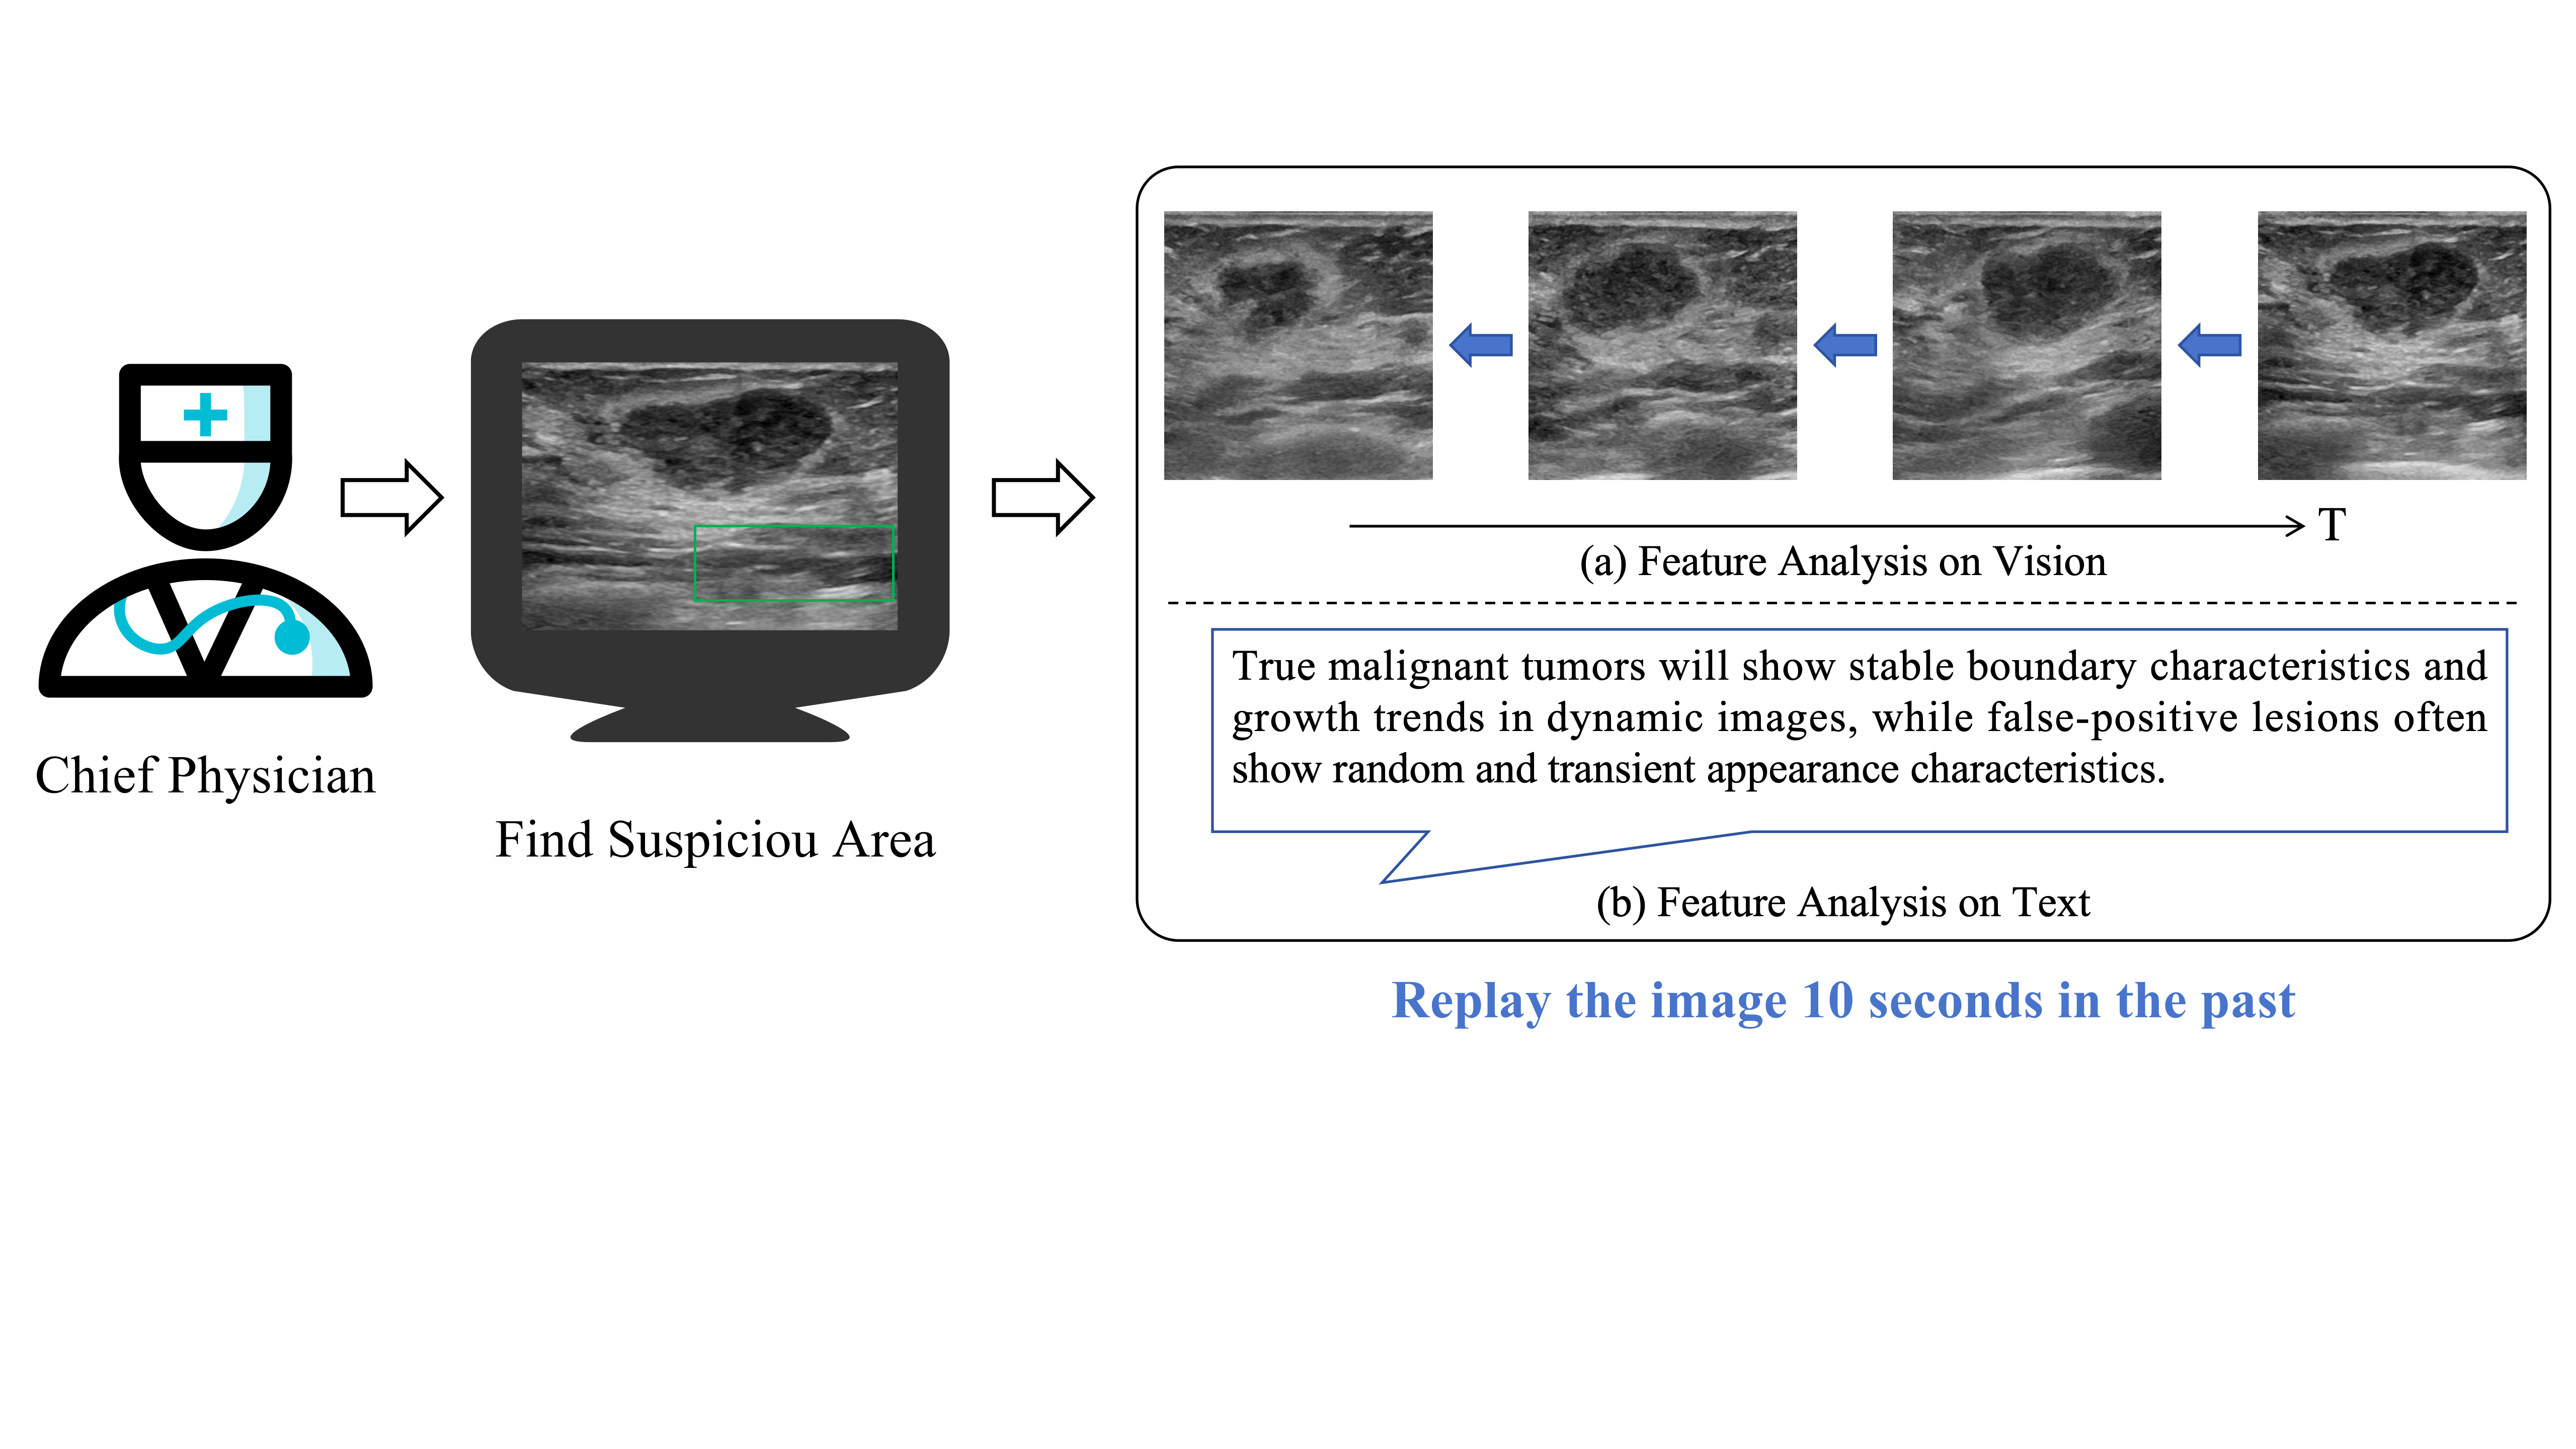 Chief Physician
Find Suspiciou Area
T
(a) Feature Analysis on Vision
True malignant tumors will show stable boundary characteristics and
growth trends in dynamic images, while false-positive lesions often
show random and transient appearance characteristics.
(b) Feature Analysis on Text
Replay the image 10 seconds in the past